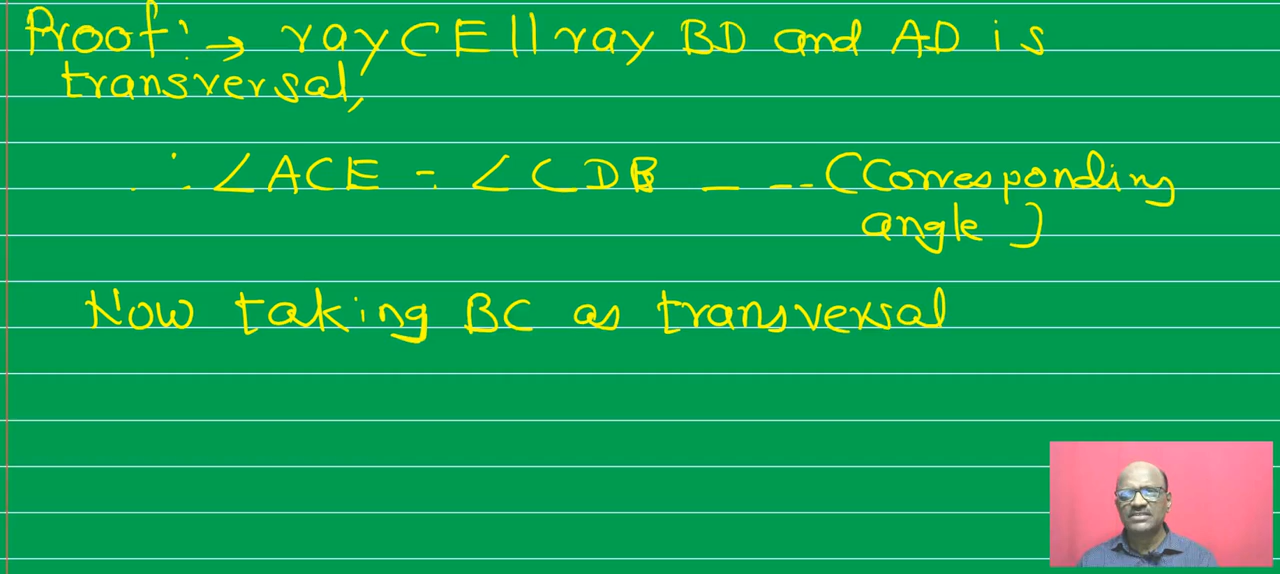 Proof: → ray CE || ray BD and AD is
transversal,
∴ ∠ACE = ∠CDB - -- (Corresponding
angle)
Now taking BC as transversal